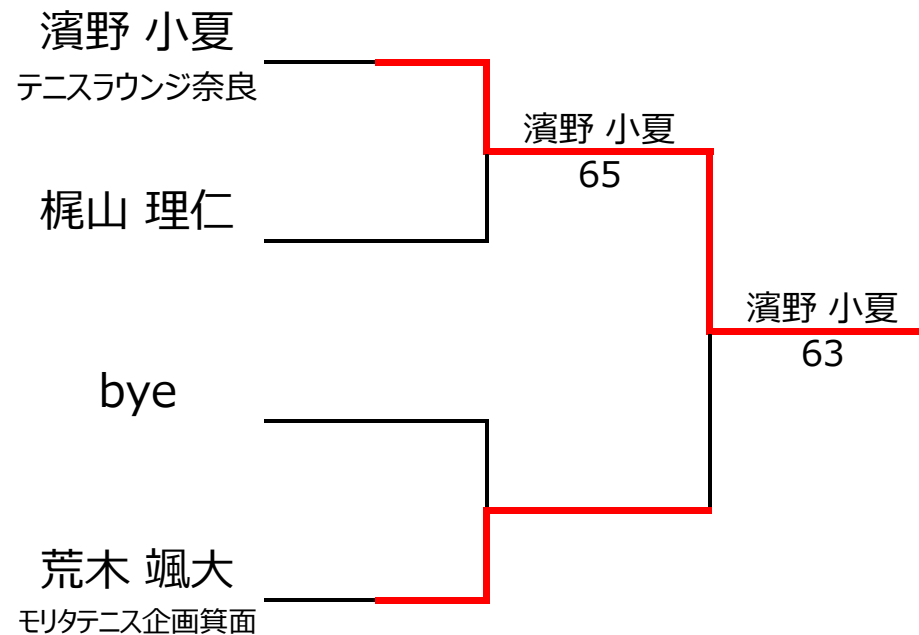 濱野 小夏
テニスラウンジ奈良
濱野 小夏
65
梶山 理仁
濱野 小夏
63
bye
荒木 颯大
モリタテニス企画箕面